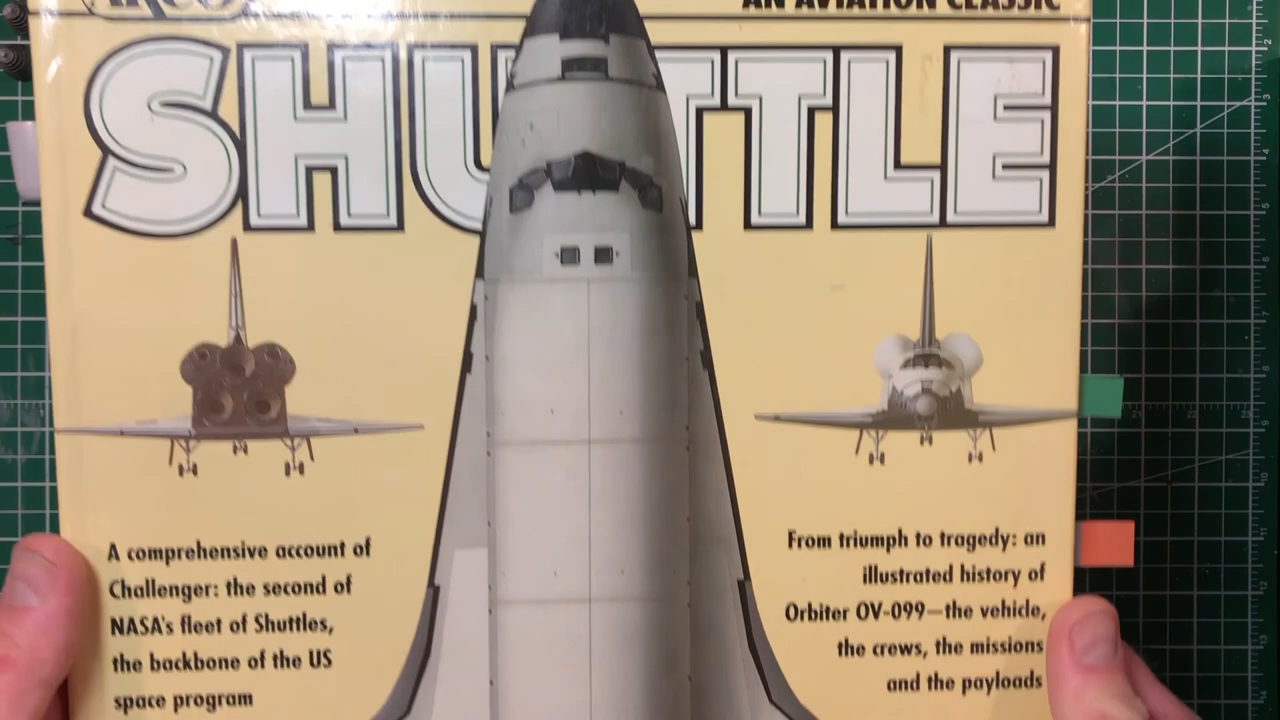 AN AVIATION CLASSIC
SHUTTLE
A comprehensive account of
Challenger: the second of
NASA's fleet of Shuttles,
the backbone of the US
space program
From triumph to tragedy: an
illustrated history of
Orbiter OV-099—the vehicle,
the crews, the missions
and the payloads